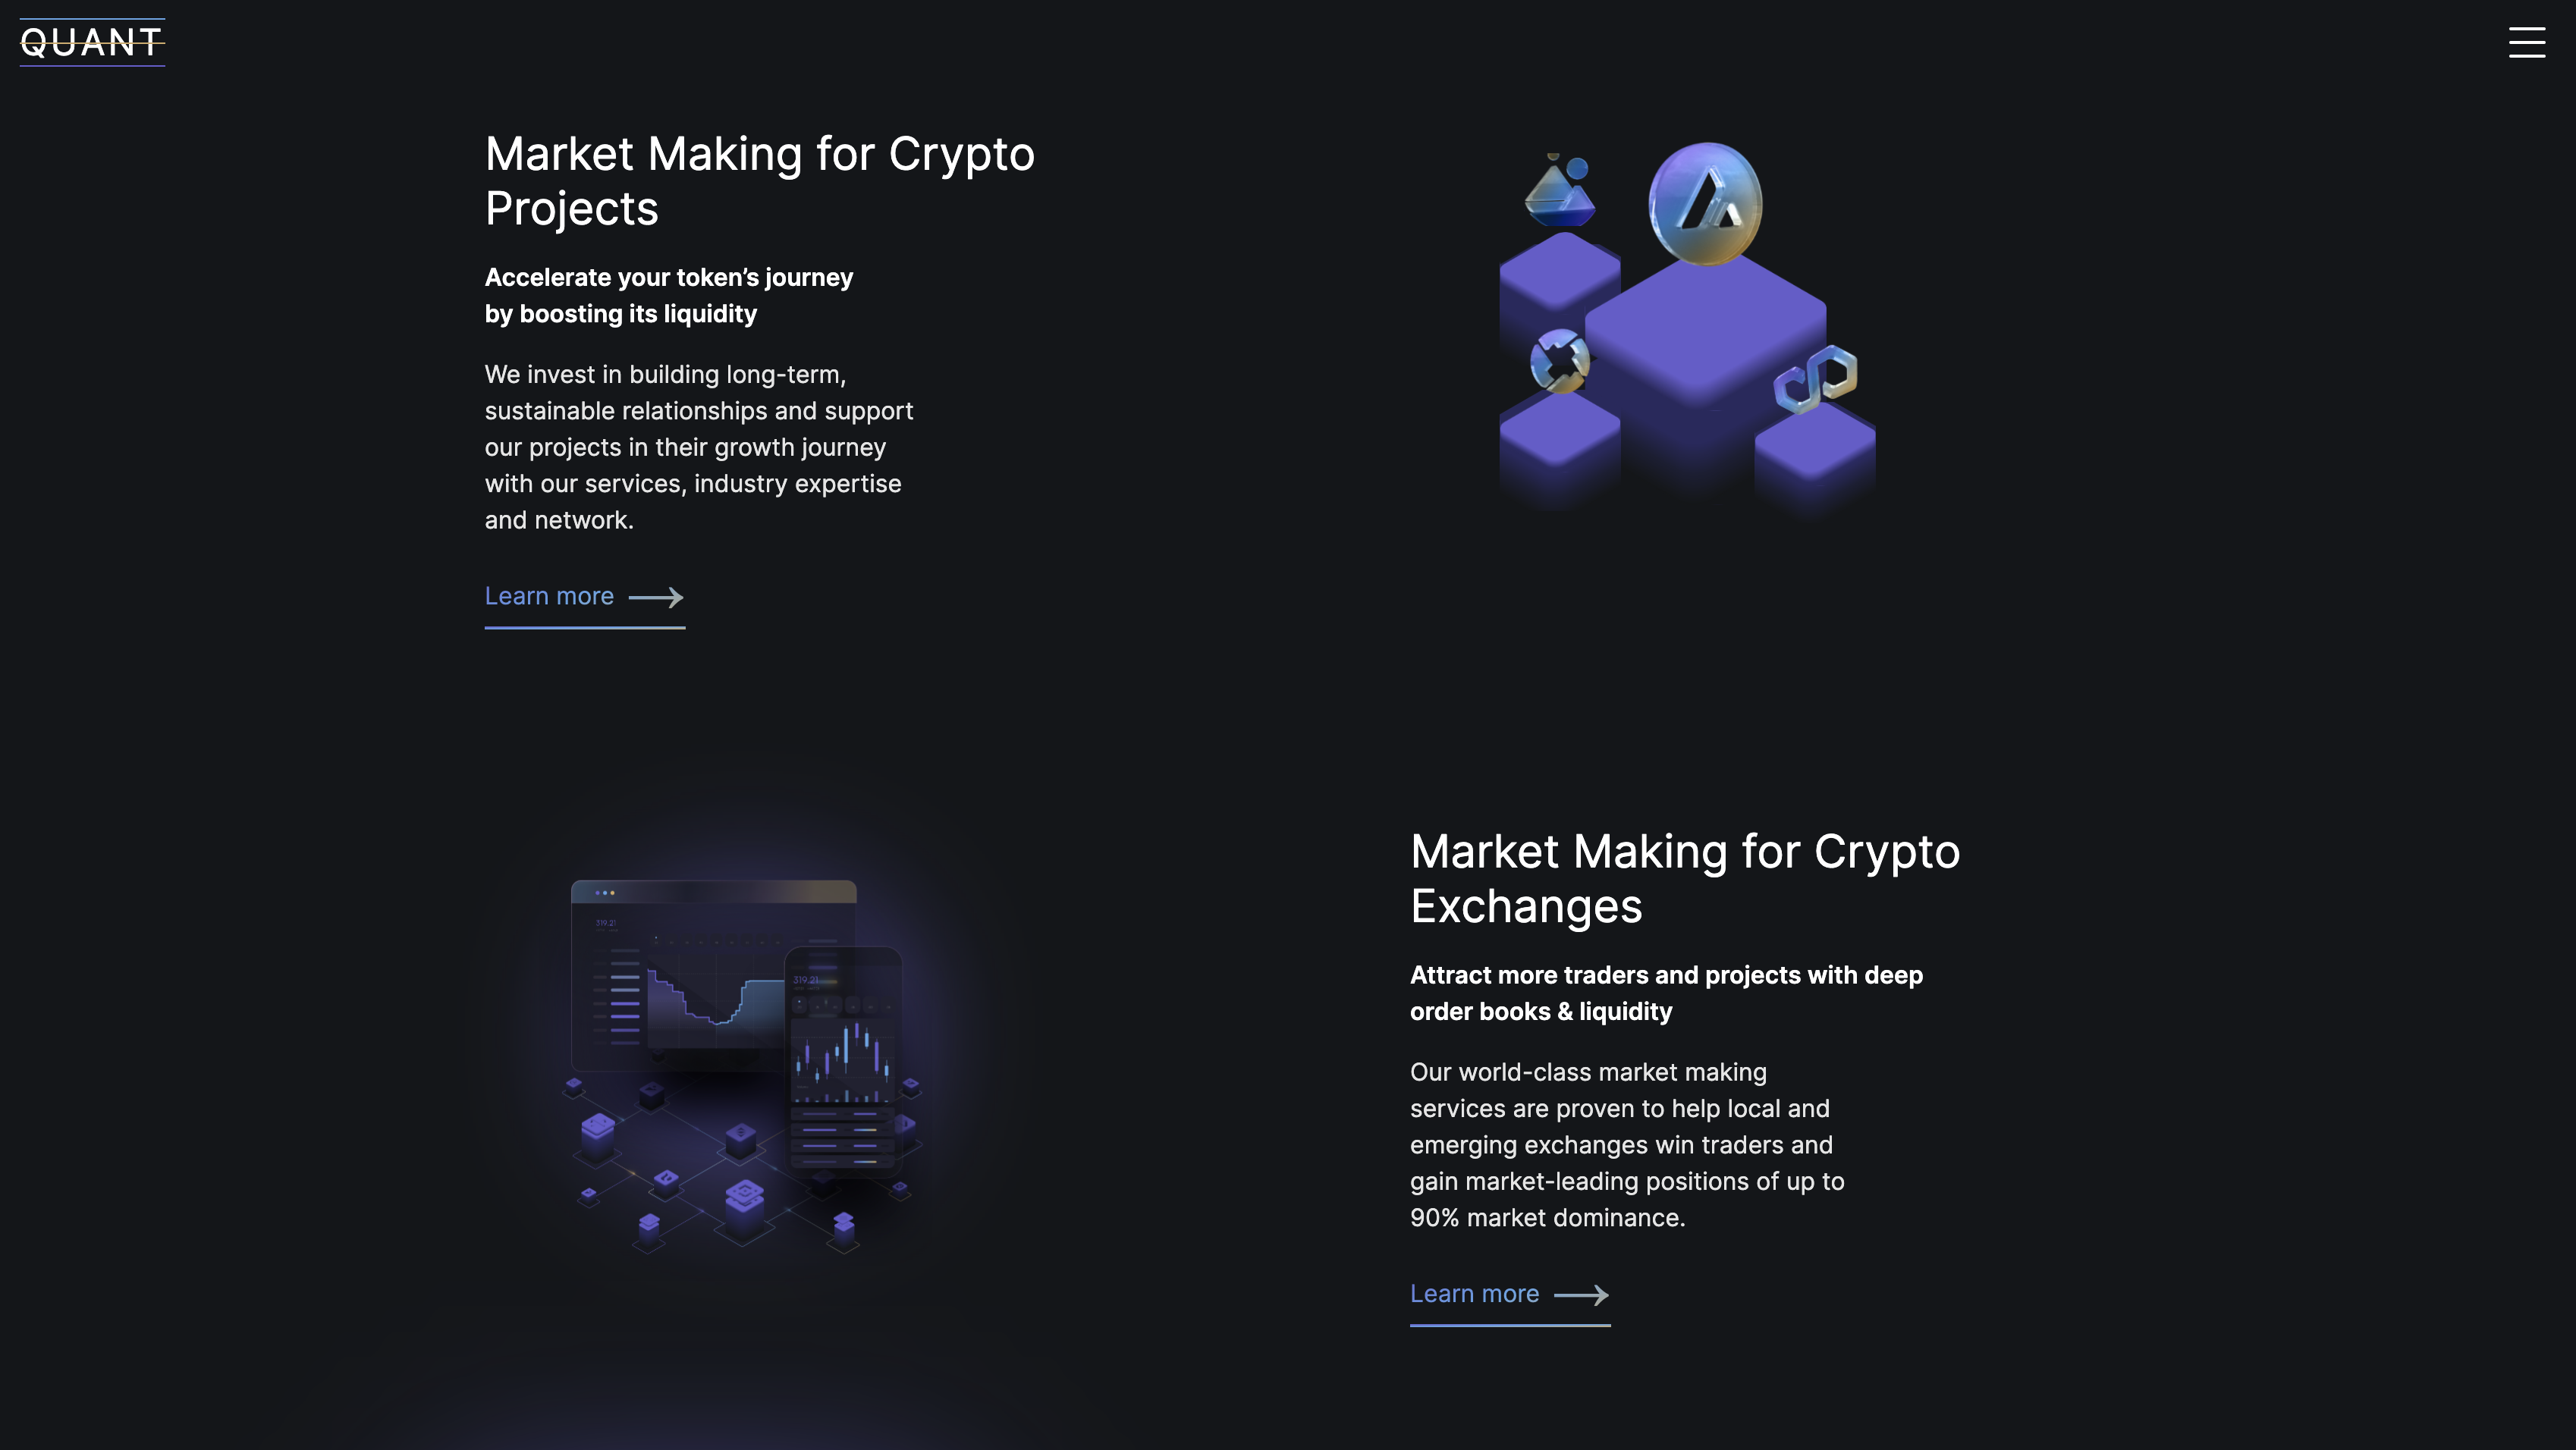 QUANT
Market Making for Crypto
Projects
Accelerate your token’s journey
by boosting its liquidity
We invest in building long-term,
sustainable relationships and support
our projects in their growth journey
with our services, industry expertise
and network.
Learn more
319.21
319.21
Market Making for Crypto
Exchanges
Attract more traders and projects with deep
order books & liquidity
Our world-class market making
services are proven to help local and
emerging exchanges win traders and
gain market-leading positions of up to
90% market dominance.
Learn more